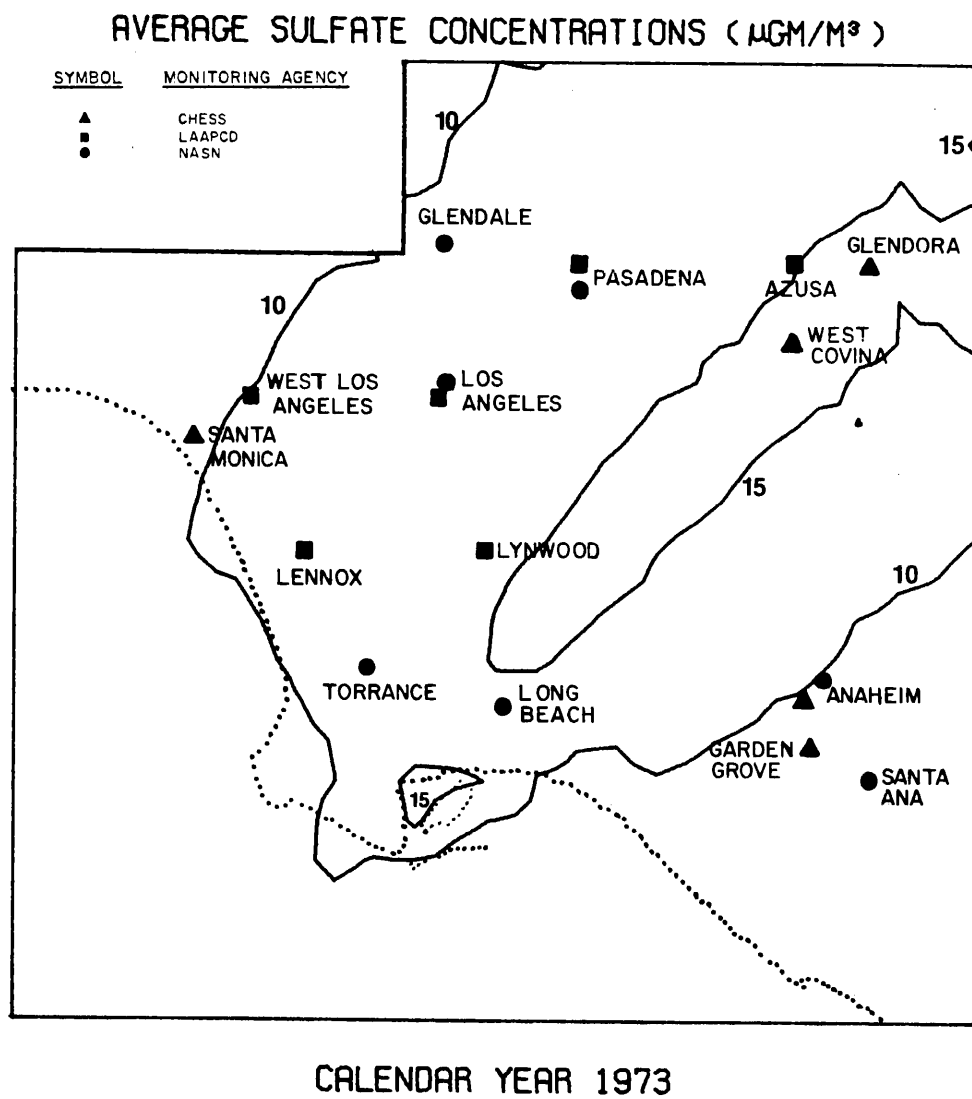 AVERAGE SULFATE CONCENTRATIONS (µGM/M³)
SYMBOL MONITORING AGENCY
CHESS
LAAPCD
NASN
10
15
GLENDALE
GLENDORA
PASADENA
AZUSA
10
WEST
COVINA
WEST LOS
ANGELES
LOS
ANGELES
SANTA
MONICA
15
LYNWOOD
LENNOX
10
TORRANCE
LONG
BEACH
ANAHEIM
GARDEN
GROVE
SANTA
ANA
15
CALENDAR YEAR 1973